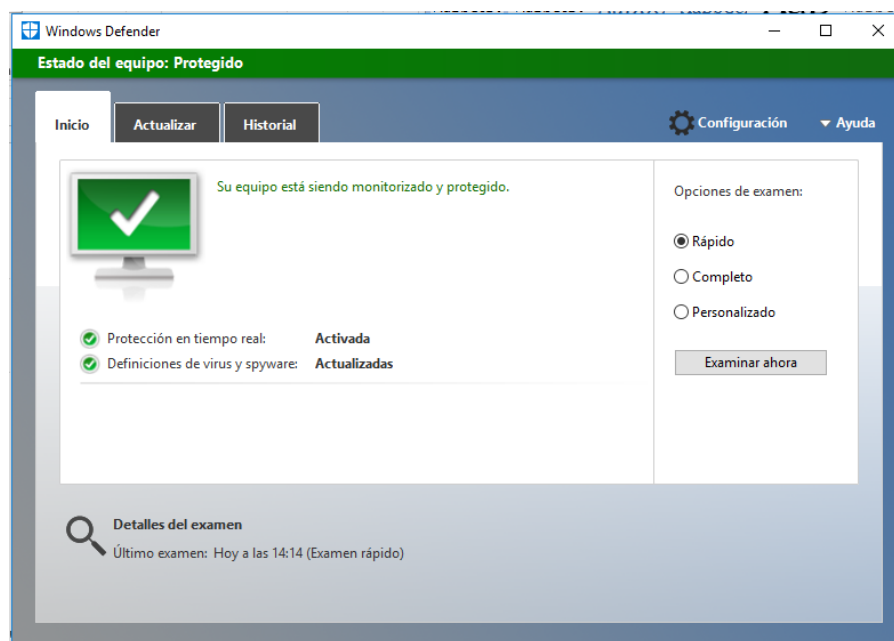 Windows Defender
Estado del equipo: Protegido
Inicio Actualizar Historial Configuración Ayuda
Su equipo está siendo monitorizado y protegido.
Opciones de examen:
Rápido
Completo
Personalizado
Examinar ahora
Protección en tiempo real: Activada
Definiciones de virus y spyware: Actualizadas
Detalles del examen
Último examen: Hoy a las 14:14 (Examen rápido)